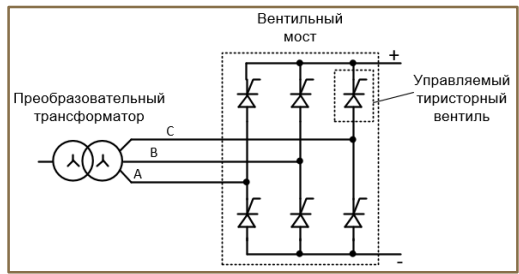 Вентильный
мост
+
Управляемый
тиристорный
вентиль
Преобразовательный
трансформатор
C
B
A
-